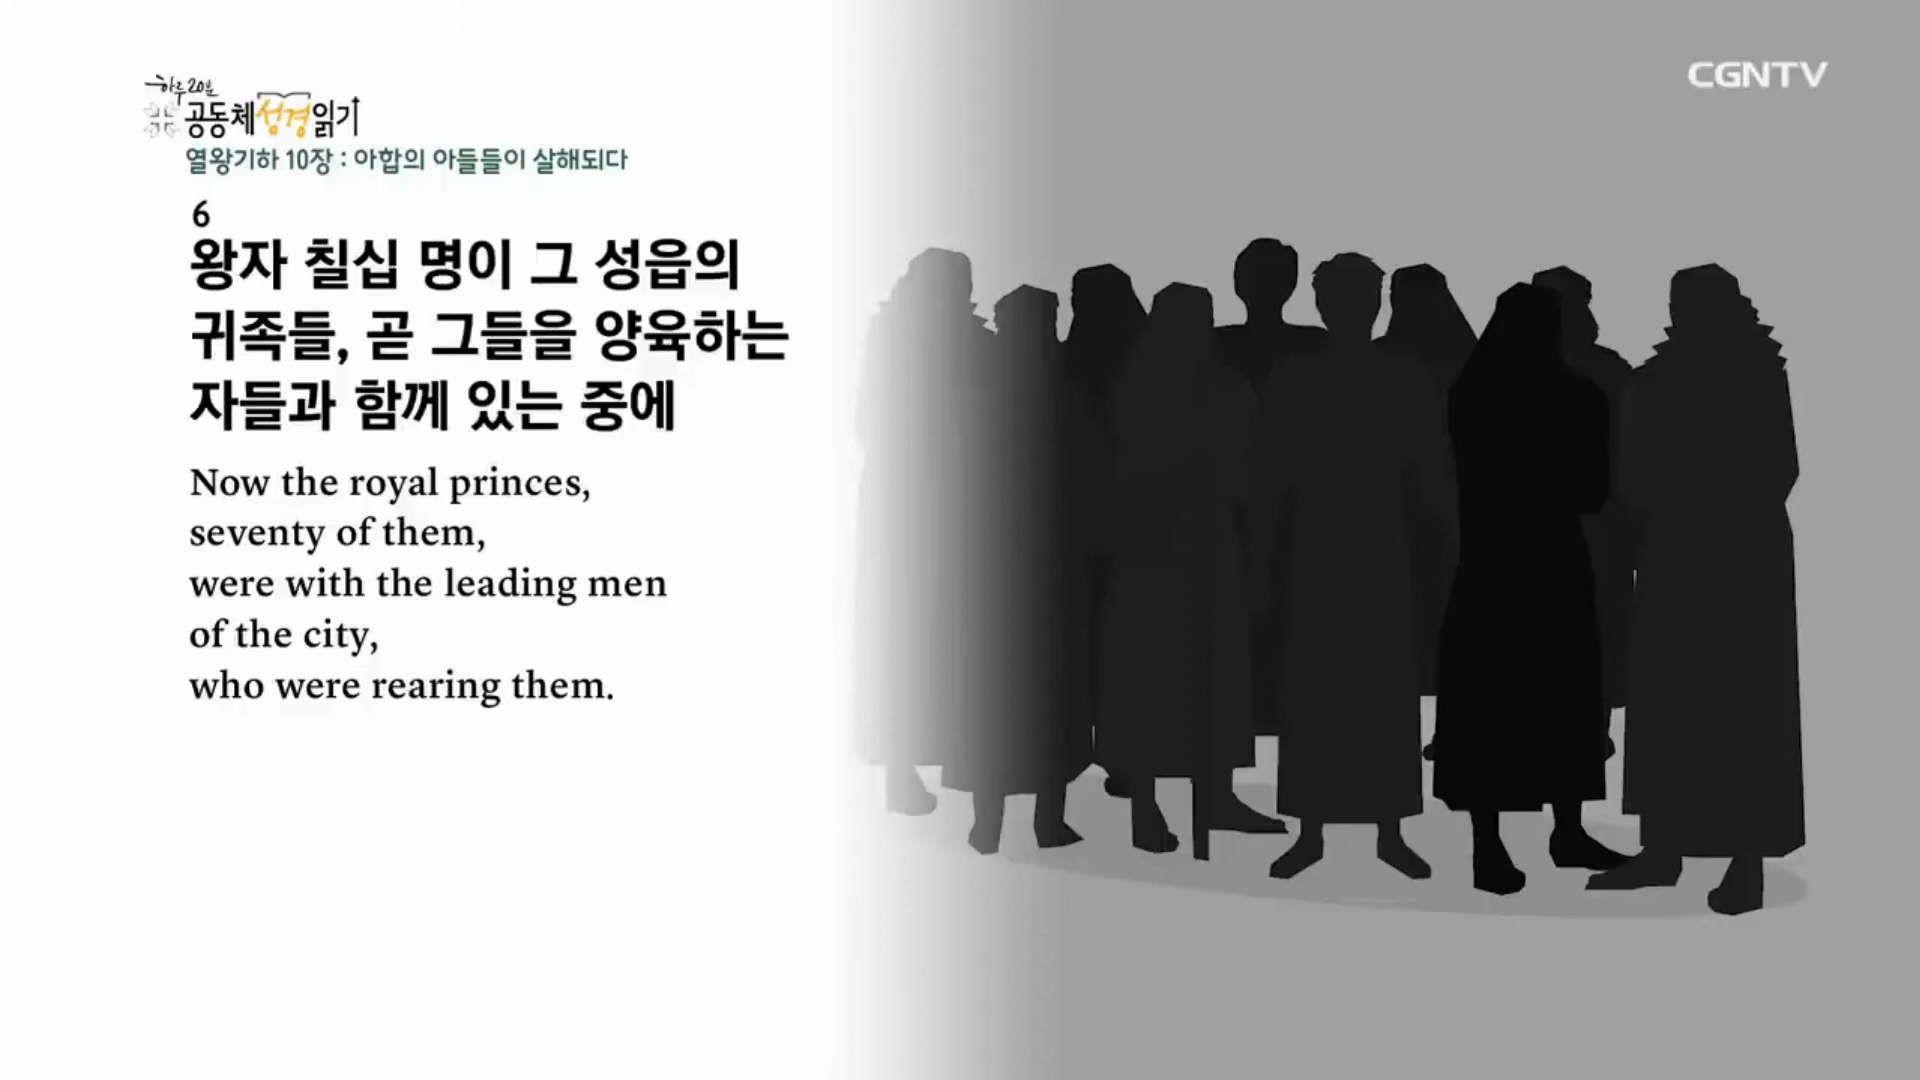 하루 20분
공동체성경읽기
CGNTV
열왕기하 10장 : 아합의 아들들이 살해되다
6
왕자 칠십 명이 그 성읍의
귀족들, 곧 그들을 양육하는
자들과 함께 있는 중에
Now the royal princes,
seventy of them,
were with the leading men
of the city,
who were rearing them.